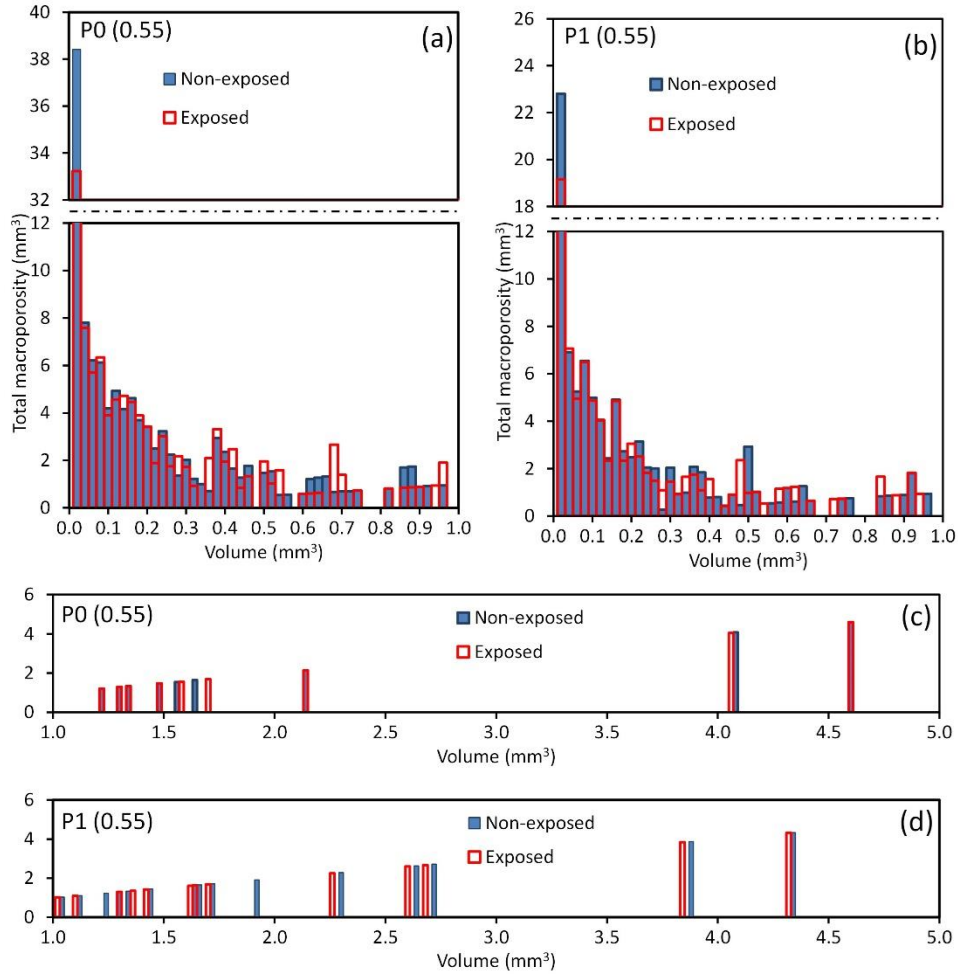 P0 (0.55)
(a)
Non-exposed
Exposed
40
38
36
34
32
12
10
8
6
4
2
0
Total macroporosity (mm³)
0.0 0.1 0.2 0.3 0.4 0.5 0.6 0.7 0.8 0.9 1.0
Volume (mm³)
P1 (0.55)
(b)
Non-exposed
Exposed
26
24
22
20
18
12
10
8
6
4
2
0
Total macroporosity (mm³)
0.0 0.1 0.2 0.3 0.4 0.5 0.6 0.7 0.8 0.9 1.0
Volume (mm³)
P0 (0.55)
(c)
Non-exposed
Exposed
6
4
2
0
1.0 1.5 2.0 2.5 3.0 3.5 4.0 4.5 5.0
Volume (mm³)
P1 (0.55)
(d)
Non-exposed
Exposed
6
4
2
0
1.0 1.5 2.0 2.5 3.0 3.5 4.0 4.5 5.0
Volume (mm³)